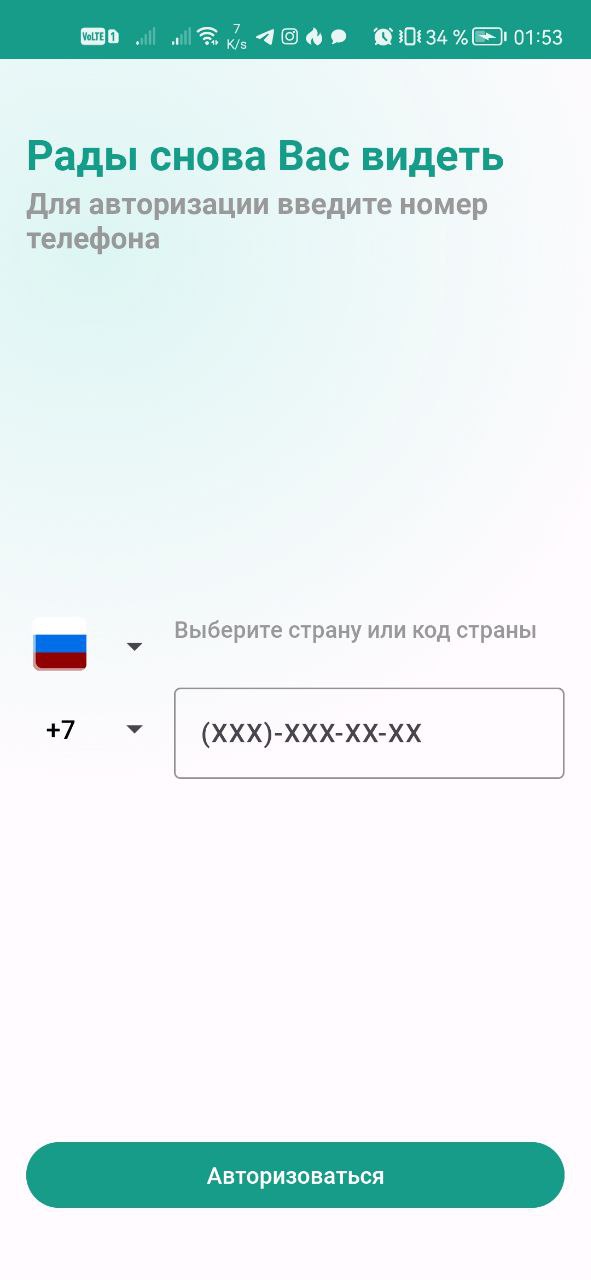 VoLTE 1 7 K/s 34 % 01:53
Рады снова Вас видеть
Для авторизации введите номер
телефона
Выберите страну или код страны
+7 (XXX)-XXX-XX-XX
Авторизоваться